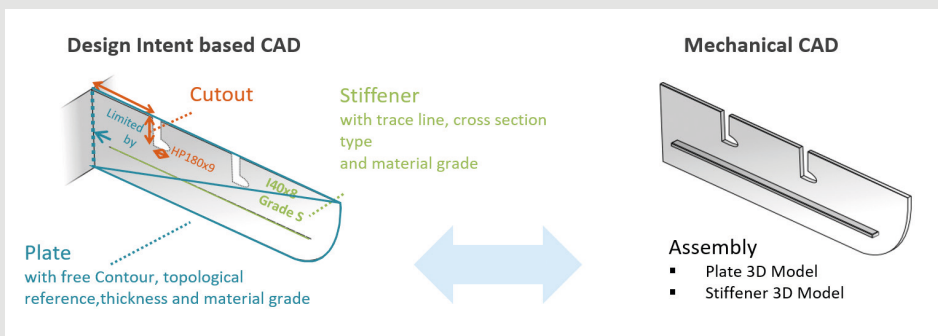 Design Intent based CAD
Mechanical CAD
Cutout
Limited
by
HP180x9
Stiffener
with trace line, cross section
type
and material grade
I40x8
Grade S
Plate
with free Contour, topological
reference,thickness and material grade
Assembly
▪ Plate 3D Model
▪ Stiffener 3D Model